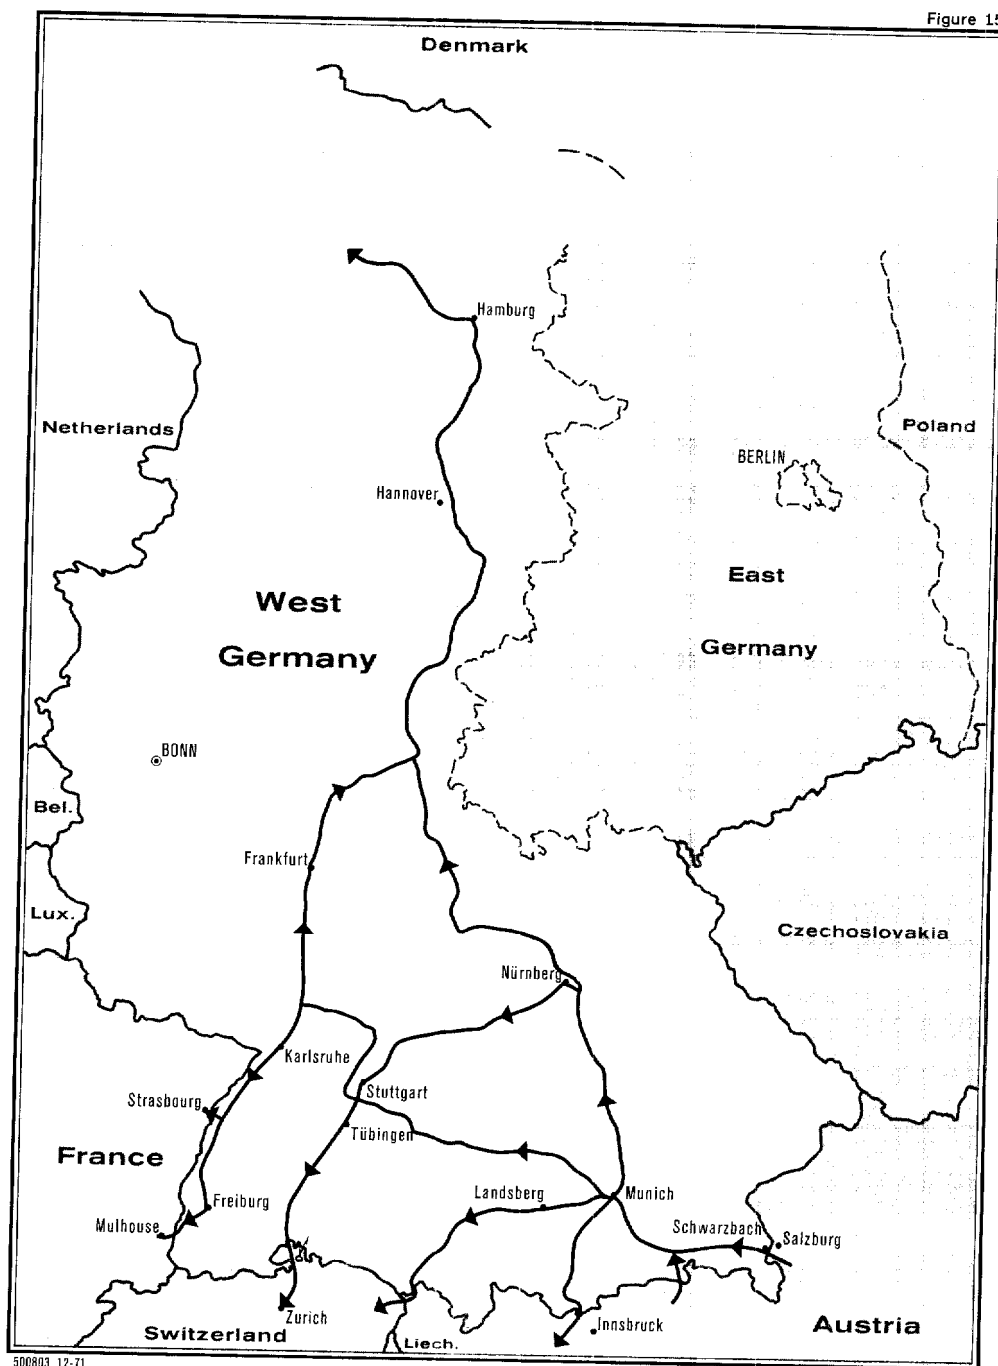 Figure 15
Denmark
Hamburg
Netherlands
Poland
BERLIN
Hannover
East
West
Germany
Germany
BONN
Bel.
Frankfurt
Lux.
Czechoslovakia
Nürnberg
Karlsruhe
Stuttgart
Strasbourg
Tübingen
France
Landsberg
Munich
Freiburg
Mulhouse
Schwarzbach
Salzburg
Zurich
Innsbruck
Austria
Switzerland
Liech.
500803 12-71